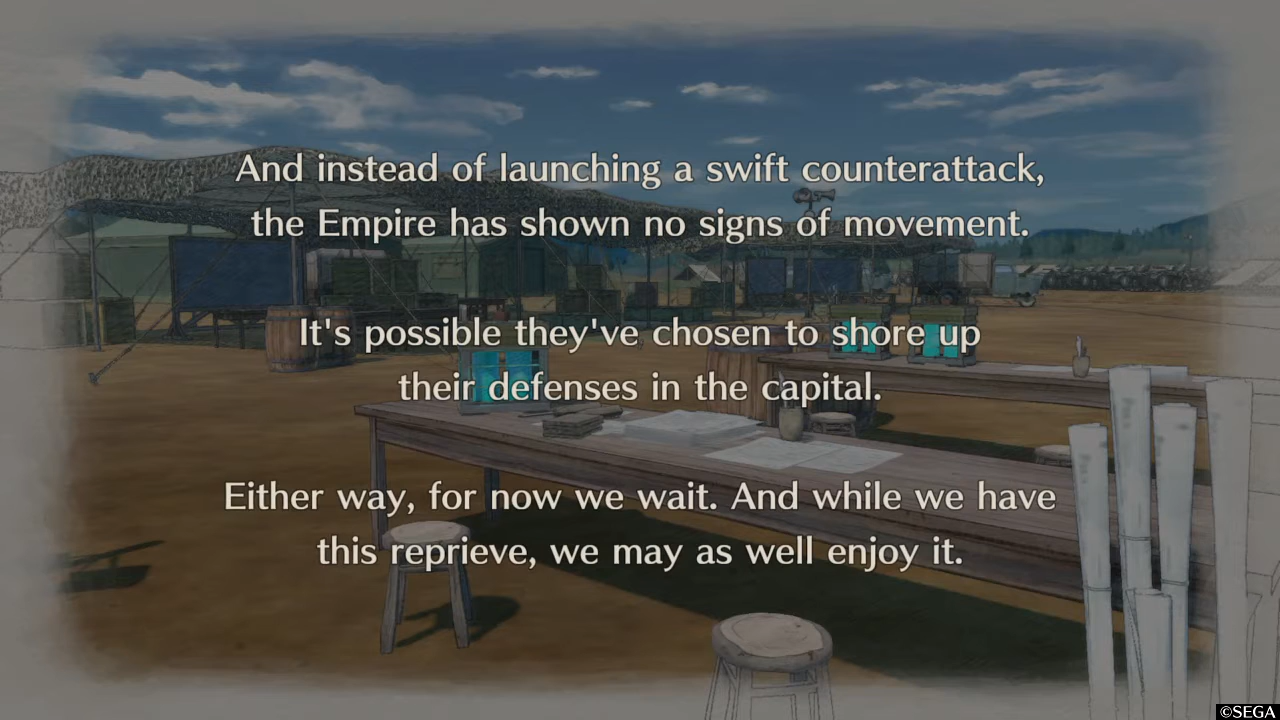 And instead of launching a swift counterattack,
the Empire has shown no signs of movement.
It's possible they've chosen to shore up
their defenses in the capital.
Either way, for now we wait. And while we have
this reprieve, we may as well enjoy it.
©SEGA